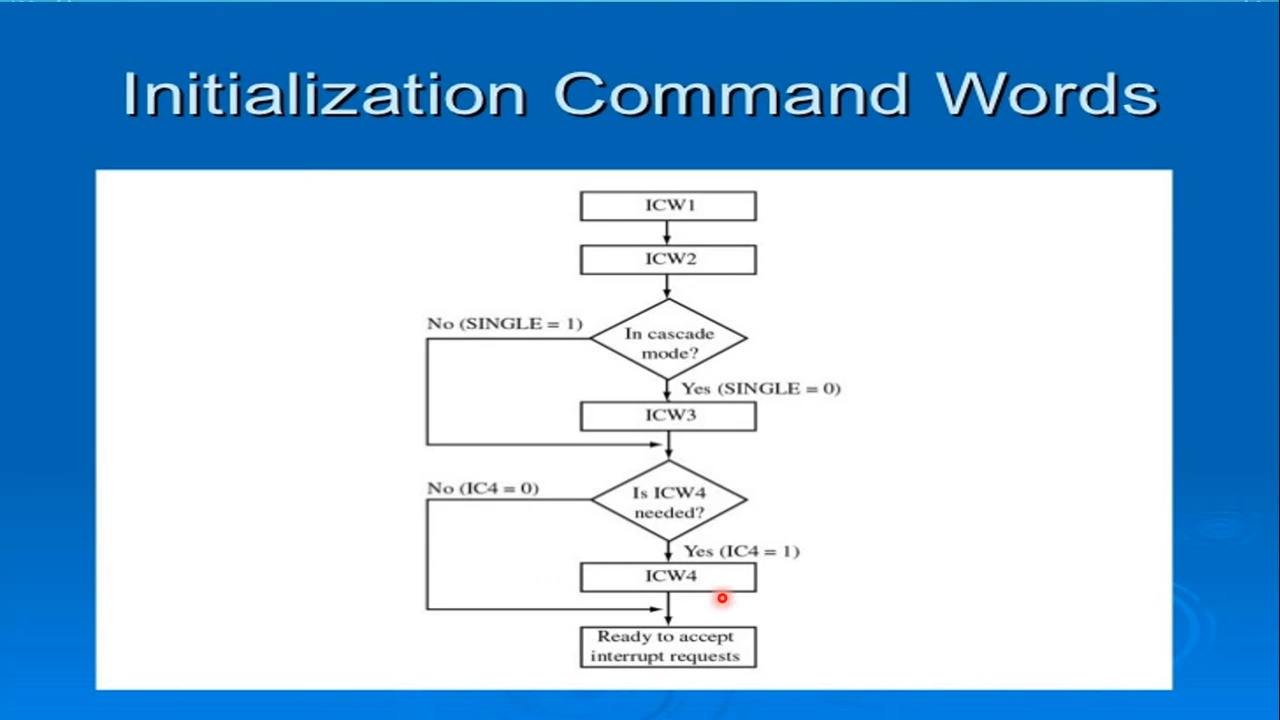 Initialization Command Words
ICW1
ICW2
No (SINGLE = 1)
In cascade
mode?
Yes (SINGLE = 0)
ICW3
No (IC4 = 0)
Is ICW4
needed?
Yes (IC4 = 1)
ICW4
Ready to accept
interrupt requests